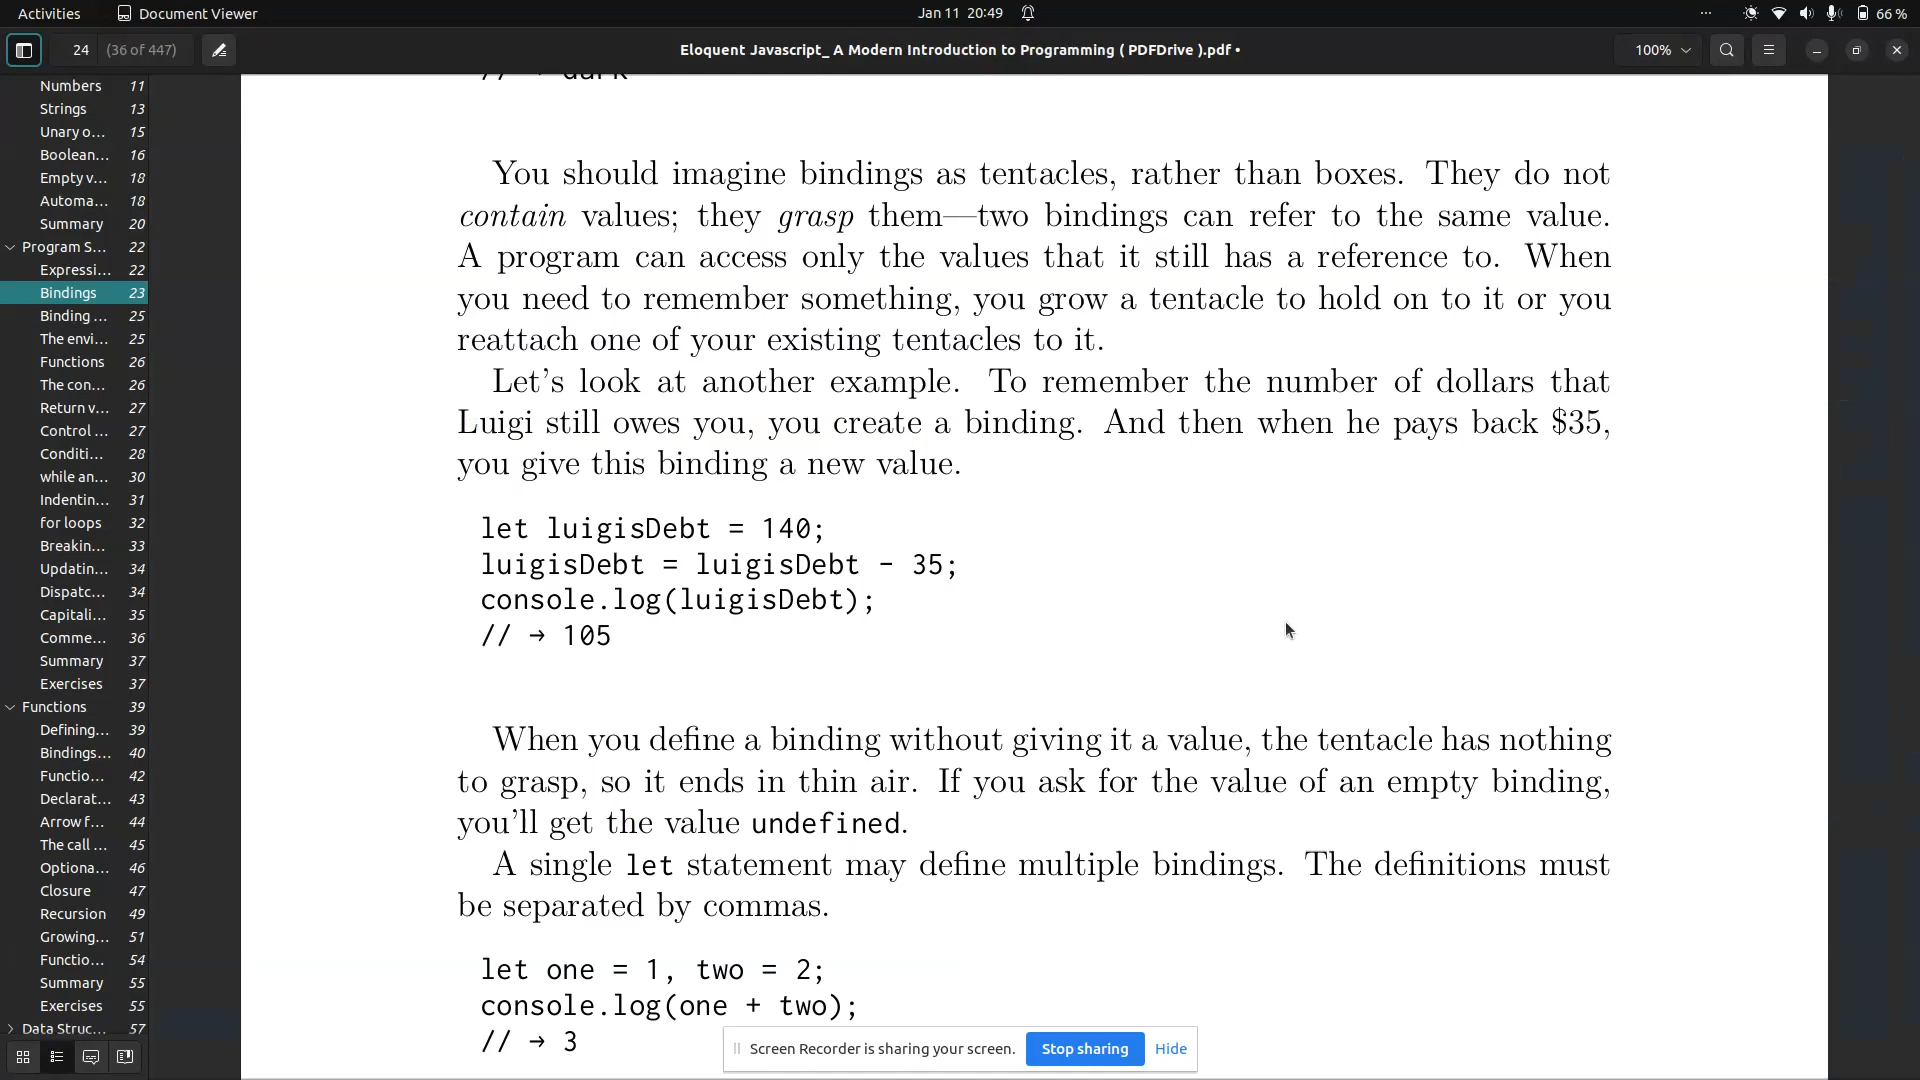 Activities
Document Viewer
Jan 11 20:49
66 %
24 (36 of 447)
Eloquent Javascript_ A Modern Introduction to Programming ( PDFDrive ).pdf •
100%
Numbers 11
Strings 13
Unary o... 15
Boolean... 16
Empty v... 18
Automa... 18
Summary 20
Program S... 22
Expressi... 22
Bindings 23
Binding ... 25
The envi... 25
Functions 26
The con... 26
Return v... 27
Control ... 27
Conditi... 28
while an... 30
Indentin... 31
for loops 32
Breakin... 33
Updatin... 34
Dispatc... 34
Capitali... 35
Comme... 36
Summary 37
Exercises 37
Functions 39
Defining... 39
Bindings... 40
Functio... 42
Declarat... 43
Arrow f... 44
The call ... 45
Optiona... 46
Closure 47
Recursion 49
Growing... 51
Functio... 54
Summary 55
Exercises 55
Data Struc... 57
// → dark
You should imagine bindings as tentacles, rather than boxes. They do not
contain values; they grasp them—two bindings can refer to the same value.
A program can access only the values that it still has a reference to. When
you need to remember something, you grow a tentacle to hold on to it or you
reattach one of your existing tentacles to it.
Let's look at another example. To remember the number of dollars that
Luigi still owes you, you create a binding. And then when he pays back $35,
you give this binding a new value.
let luigisDebt = 140;
luigisDebt = luigisDebt - 35;
console.log(luigisDebt);
// → 105
When you define a binding without giving it a value, the tentacle has nothing
to grasp, so it ends in thin air. If you ask for the value of an empty binding,
you'll get the value undefined.
A single let statement may define multiple bindings. The definitions must
be separated by commas.
let one = 1, two = 2;
console.log(one + two);
// → 3
Screen Recorder is sharing your screen.
Stop sharing
Hide